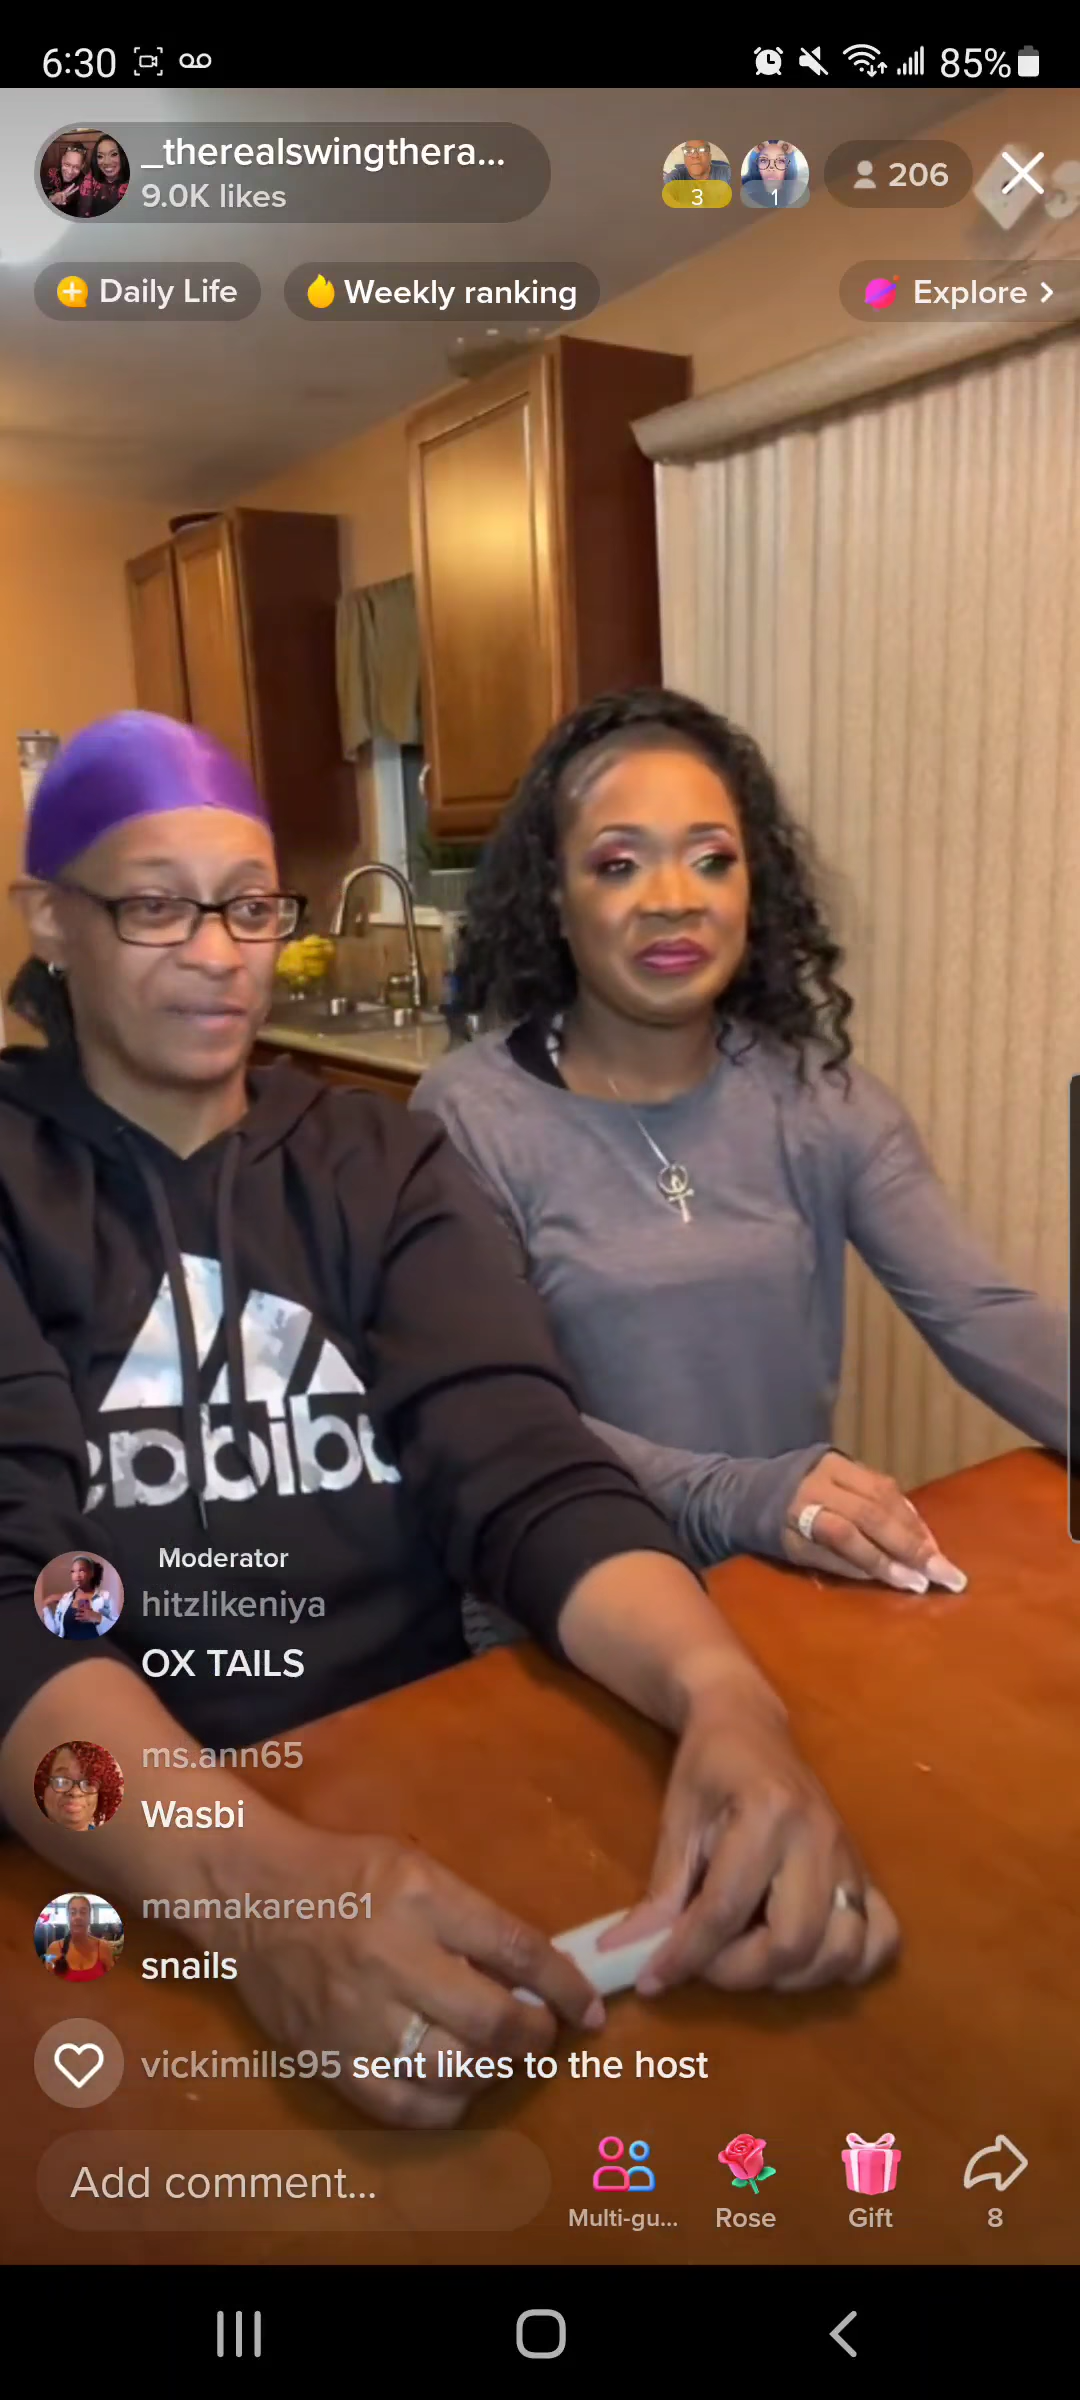 6:30
85%
_therealswingthera...
9.0K likes
3
1
206
Daily Life
Weekly ranking
Explore
adidas
Moderator
hitzlikeniya
OX TAILS
ms.ann65
Wasbi
mamakaren61
snails
vickimills95 sent likes to the host
Add comment...
Multi-gu...
Rose
Gift
8